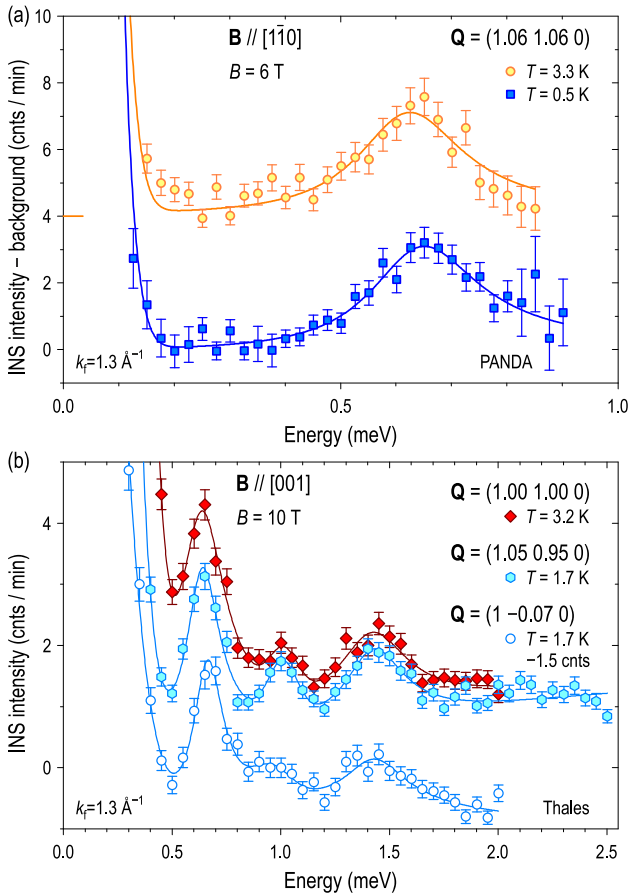 (a)
10
8
6
4
2
0
INS intensity – background (cnts / min)
B // [11̅0]
B = 6 T
Q = (1.06 1.06 0)
T = 3.3 K
T = 0.5 K
kf=1.3 Å⁻¹
PANDA
0.0
0.5
1.0
Energy (meV)
(b)
4
2
0
INS intensity (cnts / min)
B // [001]
B = 10 T
Q = (1.00 1.00 0)
T = 3.2 K
Q = (1.05 0.95 0)
T = 1.7 K
Q = (1 −0.07 0)
T = 1.7 K
−1.5 cnts
kf=1.3 Å⁻¹
Thales
0.0
0.5
1.0
1.5
2.0
2.5
Energy (meV)